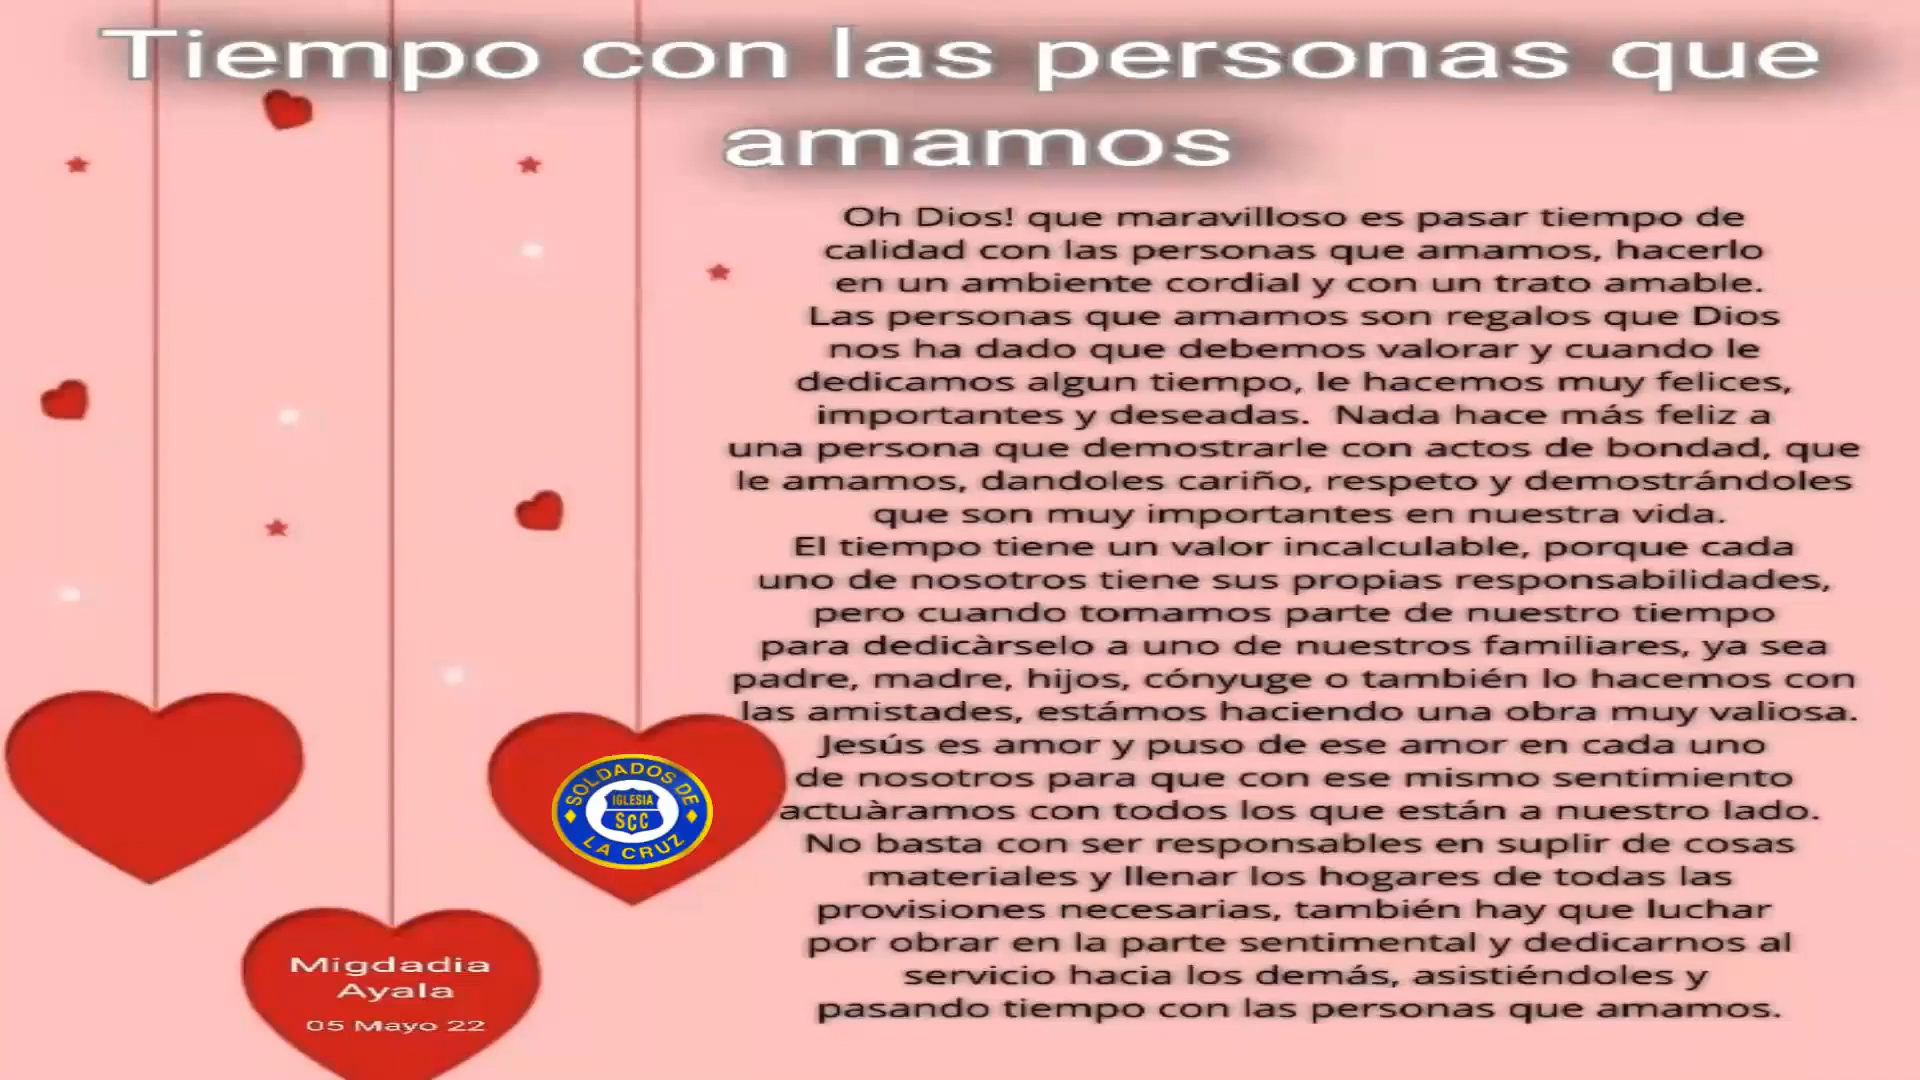 Tiempo con las personas que
amamos
Oh Dios! que maravilloso es pasar tiempo de
calidad con las personas que amamos, hacerlo
en un ambiente cordial y con un trato amable.
Las personas que amamos son regalos que Dios
nos ha dado que debemos valorar y cuando le
dedicamos algun tiempo, le hacemos muy felices,
importantes y deseadas.  Nada hace más feliz a
una persona que demostrarle con actos de bondad, que
le amamos, dandoles cariño, respeto y demostrándoles
que son muy importantes en nuestra vida.
El tiempo tiene un valor incalculable, porque cada
uno de nosotros tiene sus propias responsabilidades,
pero cuando tomamos parte de nuestro tiempo
para dedicàrselo a uno de nuestros familiares, ya sea
padre, madre, hijos, cónyuge o también lo hacemos con
las amistades, estámos haciendo una obra muy valiosa.
Jesús es amor y puso de ese amor en cada uno
de nosotros para que con ese mismo sentimiento
actuàramos con todos los que están a nuestro lado.
No basta con ser responsables en suplir de cosas
materiales y llenar los hogares de todas las
provisiones necesarias, también hay que luchar
por obrar en la parte sentimental y dedicarnos al
servicio hacia los demás, asistiéndoles y
pasando tiempo con las personas que amamos.
SOLDADOS DE
IGLESIA
SCC
LA CRUZ
Migdadia
Ayala
05 Mayo 22